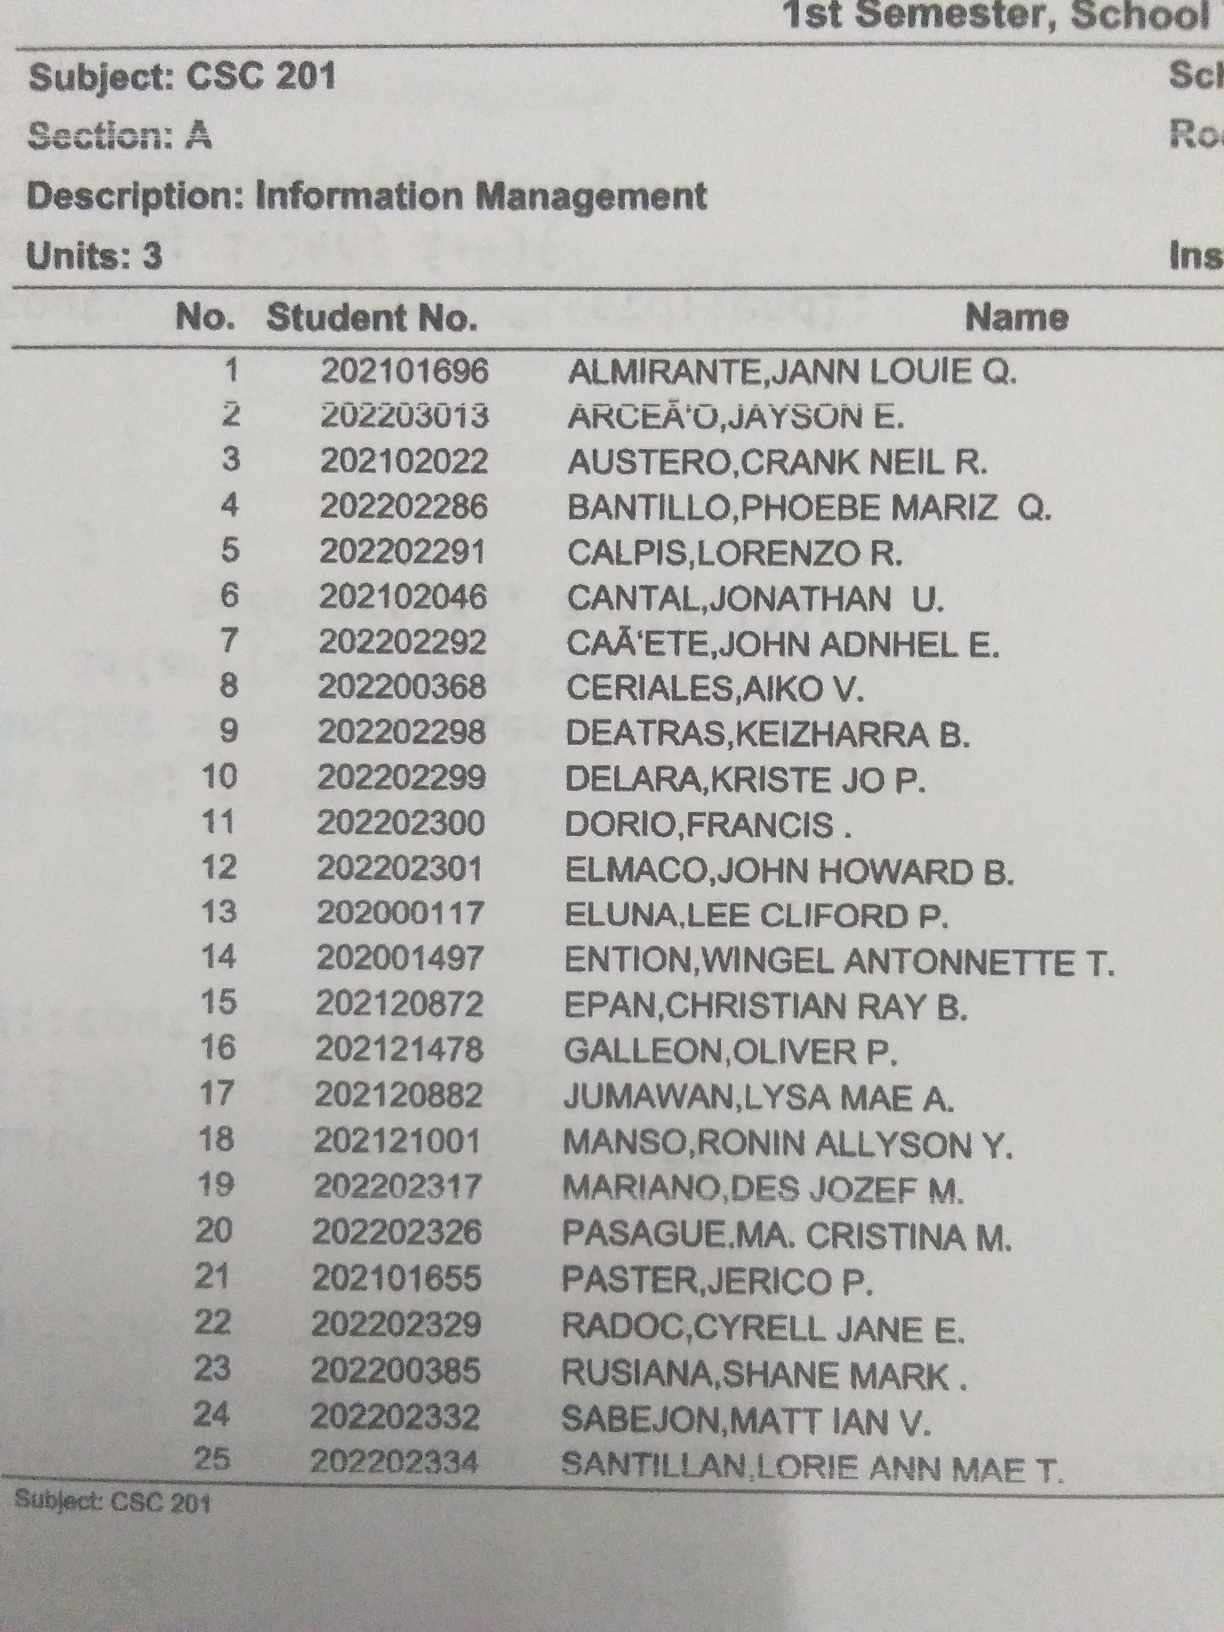 1st Semester, School
Subject: CSC 201
Section: A
Description: Information Management
Units: 3
No. Student No. Name
1 202101696 ALMIRANTE,JANN LOUIE Q.
2 202203013 ARCEÃ‘O,JAYSON E.
3 202102022 AUSTERO,CRANK NEIL R.
4 202202286 BANTILLO,PHOEBE MARIZ Q.
5 202202291 CALPIS,LORENZO R.
6 202102046 CANTAL,JONATHAN U.
7 202202292 CAÃ‘ETE,JOHN ADNHEL E.
8 202200368 CERIALES,AIKO V.
9 202202298 DEATRAS,KEIZHARRA B.
10 202202299 DELARA,KRISTE JO P.
11 202202300 DORIO,FRANCIS .
12 202202301 ELMACO,JOHN HOWARD B.
13 202000117 ELUNA,LEE CLIFORD P.
14 202001497 ENTION,WINGEL ANTONNETTE T.
15 202120872 EPAN,CHRISTIAN RAY B.
16 202121478 GALLEON,OLIVER P.
17 202120882 JUMAWAN,LYSA MAE A.
18 202121001 MANSO,RONIN ALLYSON Y.
19 202202317 MARIANO,DES JOZEF M.
20 202202326 PASAGUE,MA. CRISTINA M.
21 202101655 PASTER,JERICO P.
22 202202329 RADOC,CYRELL JANE E.
23 202200385 RUSIANA,SHANE MARK .
24 202202332 SABEJON,MATT IAN V.
25 202202334 SANTILLAN,LORIE ANN MAE T.
Subject: CSC 201